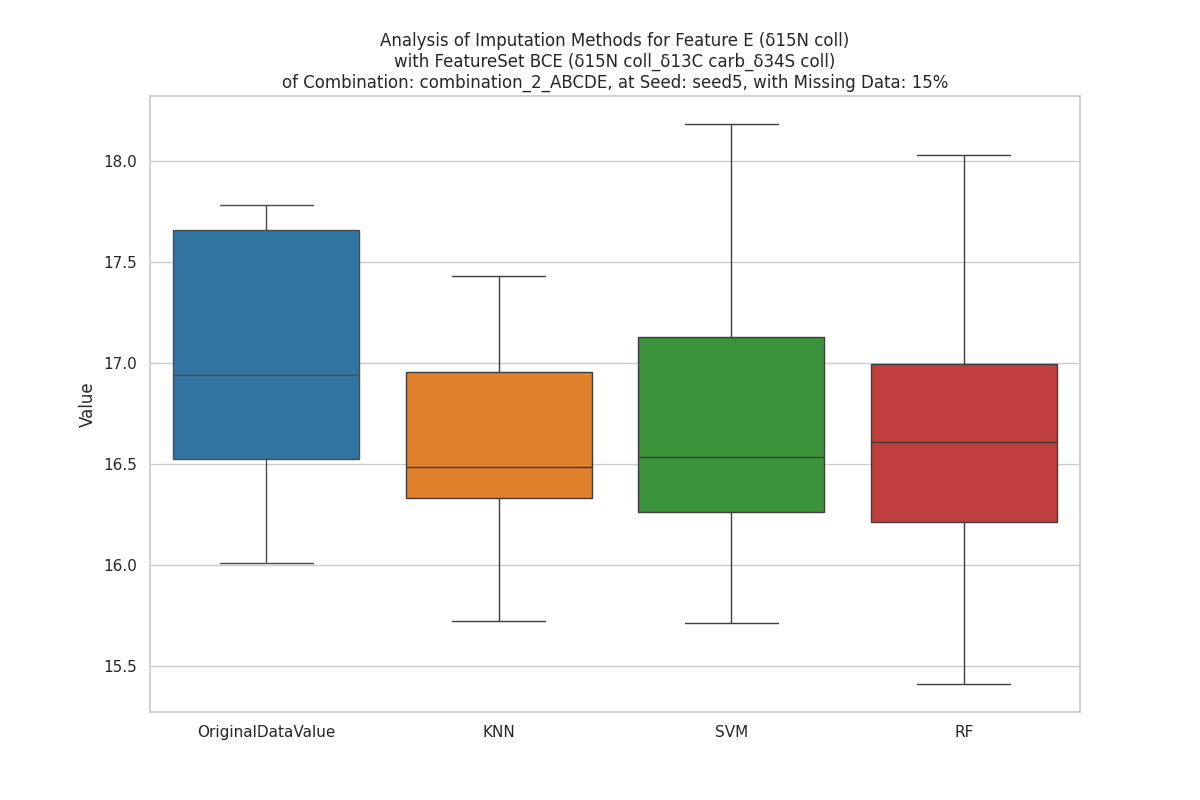 Analysis of Imputation Methods for Feature E (δ15N coll)
with FeatureSet BCE (δ15N coll_δ13C carb_δ34S coll)
of Combination: combination_2_ABCDE, at Seed: seed5, with Missing Data: 15%
18.0
17.5
17.0
16.5
16.0
15.5
Value
OriginalDataValue
KNN
SVM
RF